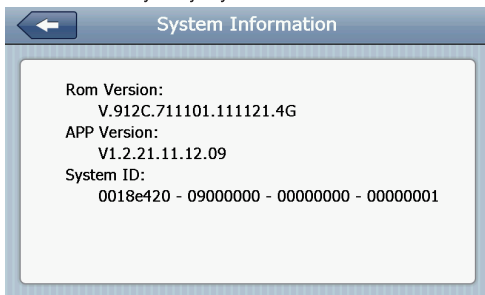 System Information
Rom Version:
V.912C.711101.111121.4G
APP Version:
V1.2.21.11.12.09
System ID:
0018e420 - 09000000 - 00000000 - 00000001